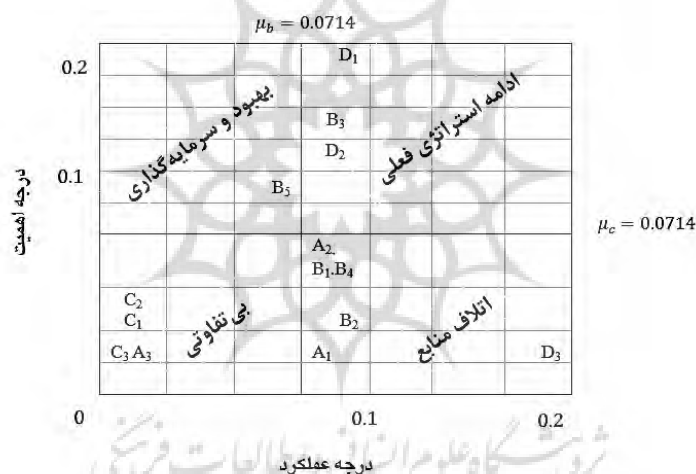 μ_b = 0.0714
D₁
0.2
بهبود و سرمایه‌گذاری
ادامه استراتژی فعلی
B₃
D₂
0.1
B₅
درجه اهمیت
μ_c = 0.0714
A₂.
B₁.B₄
C₂
C₁
بی‌تفاوتی
B₂
اتلاف منابع
C₃ A₃
A₁
D₃
0
0.1
0.2
درجه عملکرد